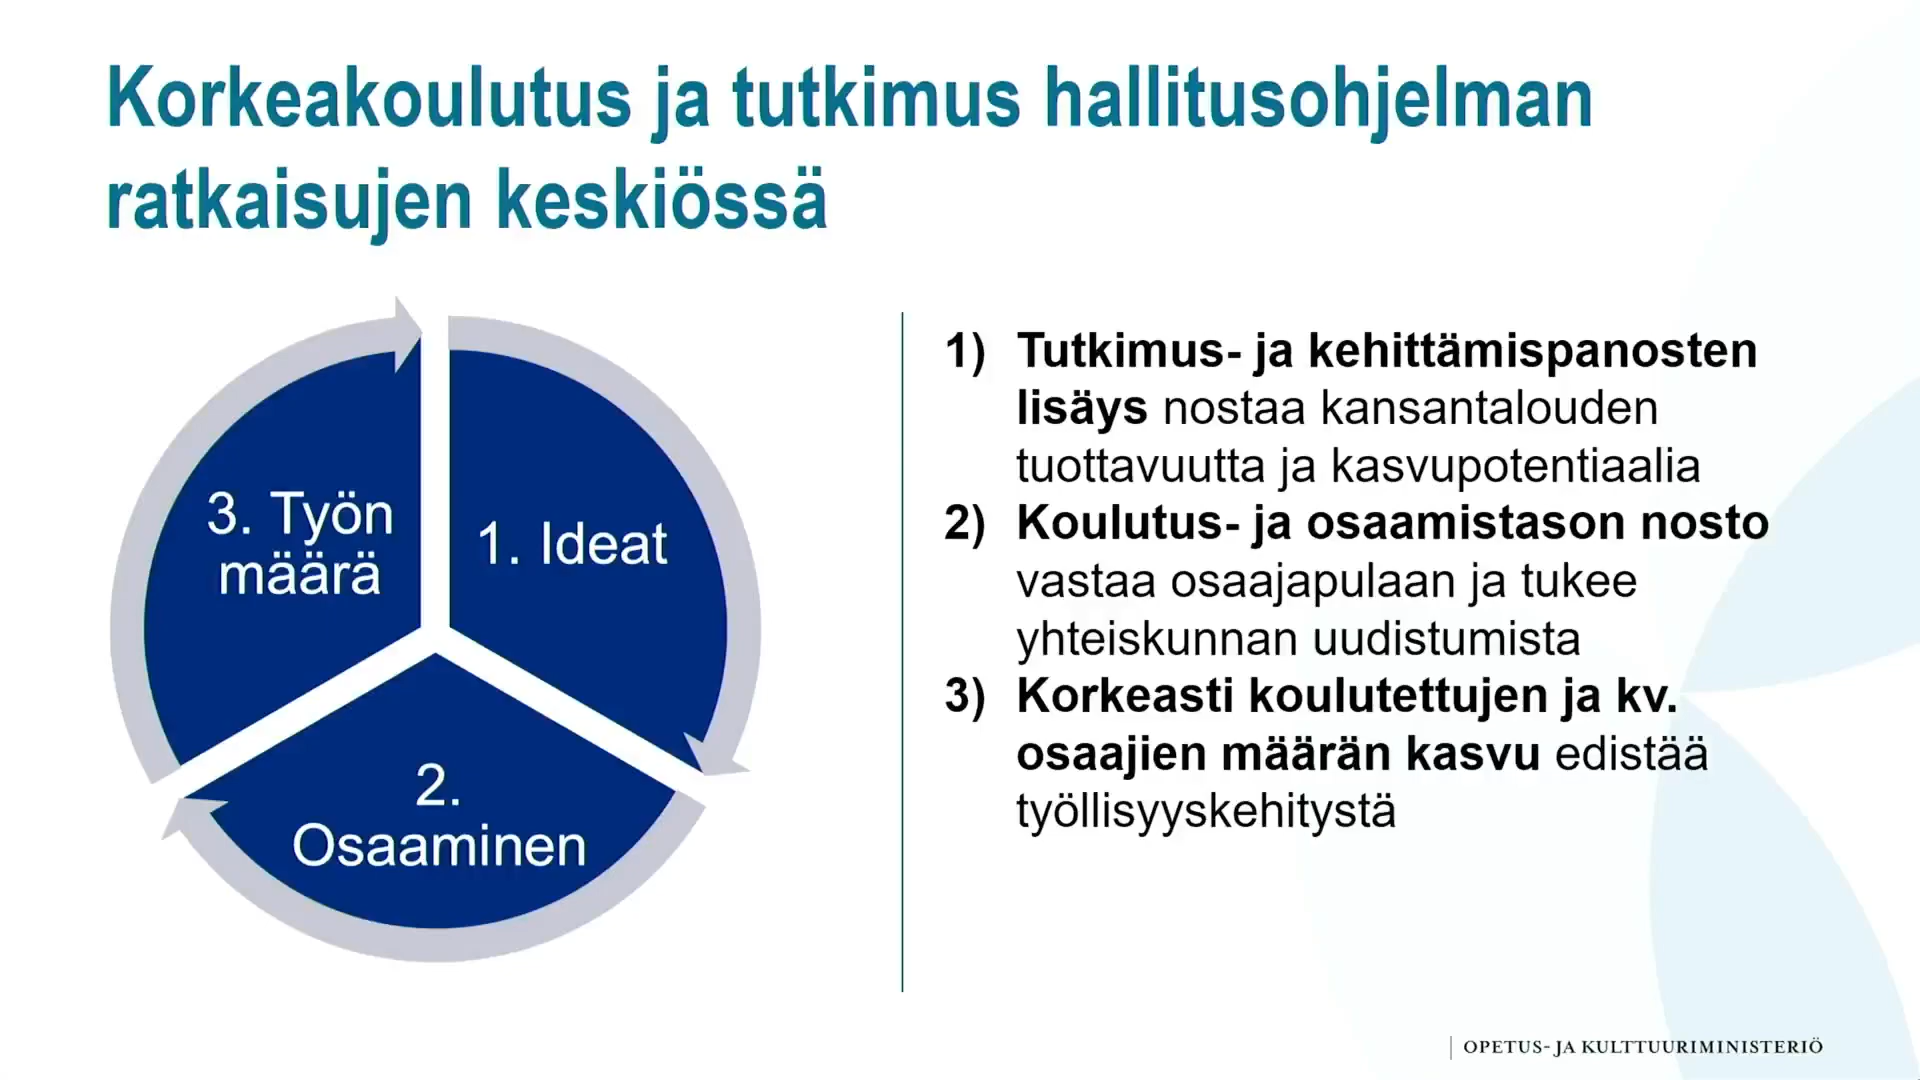 Korkeakoulutus ja tutkimus hallitusohjelman
ratkaisujen keskiössä
3. Työn
määrä
1. Ideat
2.
Osaaminen
1) Tutkimus- ja kehittämispanosten
lisäys nostaa kansantalouden
tuottavuutta ja kasvupotentiaalia
2) Koulutus- ja osaamistason nosto
vastaa osaajapulaan ja tukee
yhteiskunnan uudistumista
3) Korkeasti koulutettujen ja kv.
osaajien määrän kasvu edistää
työllisyyskehitystä
OPETUS- JA KULTTUURIMINISTERIÖ